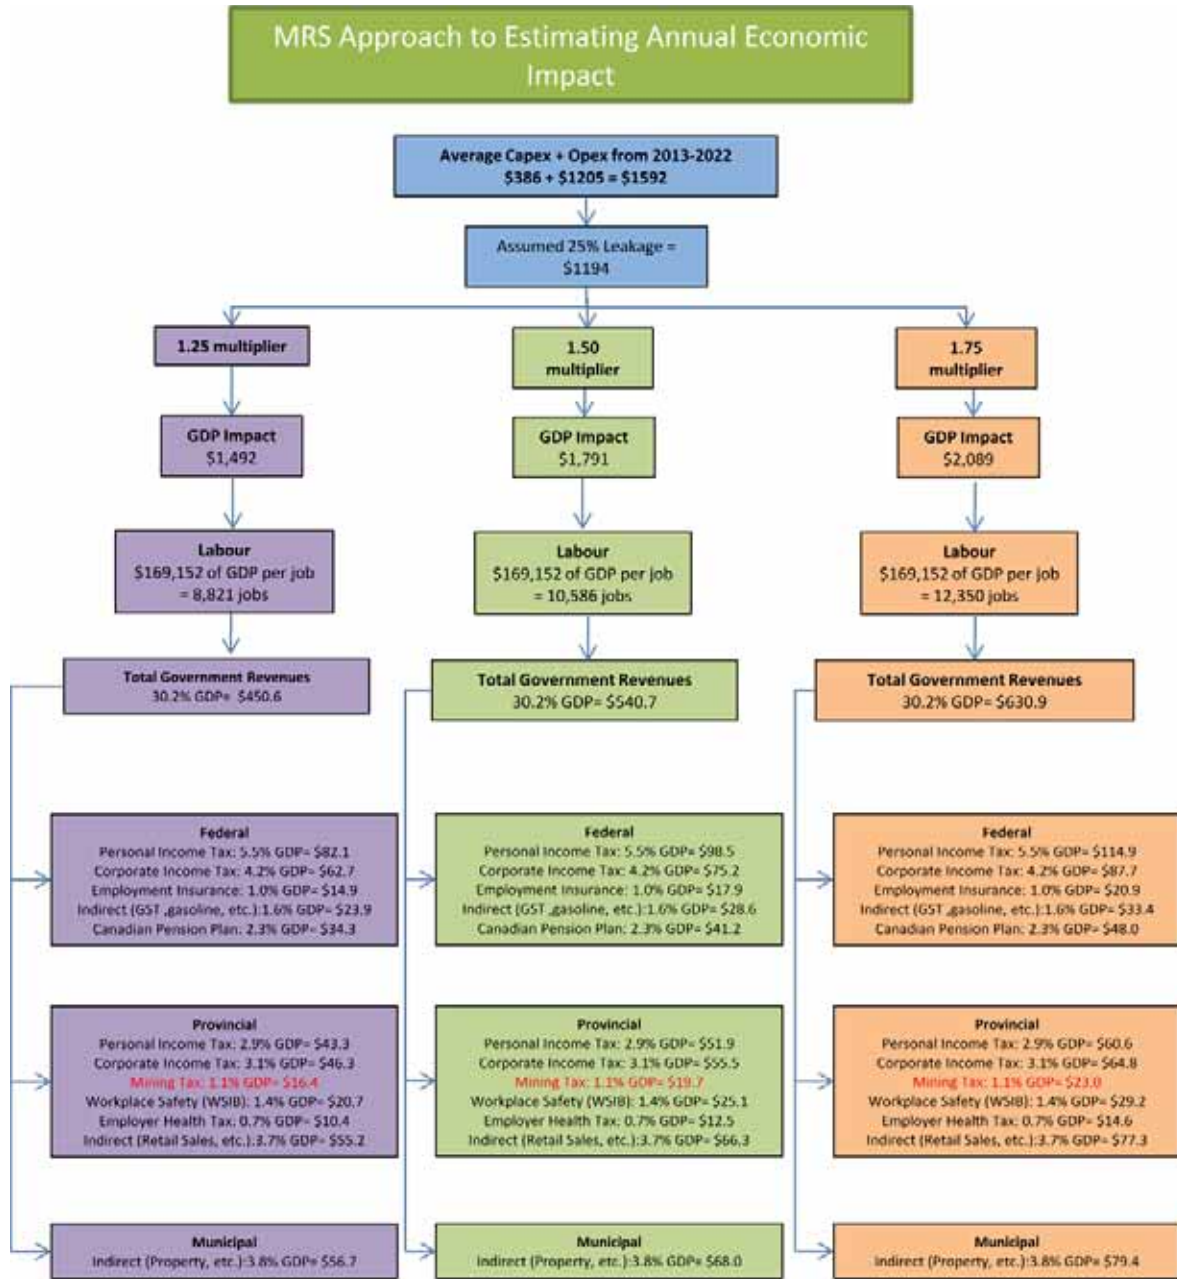 MRS Approach to Estimating Annual Economic
Impact
Average Capex + Opex from 2013-2022
$386 + $1205 = $1592
Assumed 25% Leakage =
$1194
1.25 multiplier
GDP Impact
$1,492
Labour
$169,152 of GDP per job
= 8,821 jobs
Total Government Revenues
30.2% GDP= $450.6
Federal
Personal Income Tax: 5.5% GDP= $82.1
Corporate Income Tax: 4.2% GDP= $62.7
Employment Insurance: 1.0% GDP= $14.9
Indirect (GST ,gasoline, etc.):1.6% GDP= $23.9
Canadian Pension Plan: 2.3% GDP= $34.3
Provincial
Personal Income Tax: 2.9% GDP= $43.3
Corporate Income Tax: 3.1% GDP= $46.3
Mining Tax: 1.1% GDP= $16.4
Workplace Safety (WSIB): 1.4% GDP= $20.7
Employer Health Tax: 0.7% GDP= $10.4
Indirect (Retail Sales, etc.):3.7% GDP= $55.2
Municipal
Indirect (Property, etc.):3.8% GDP= $56.7
1.50
multiplier
GDP Impact
$1,791
Labour
$169,152 of GDP per job
= 10,586 jobs
Total Government Revenues
30.2% GDP= $540.7
Federal
Personal Income Tax: 5.5% GDP= $98.5
Corporate Income Tax: 4.2% GDP= $75.2
Employment Insurance: 1.0% GDP= $17.9
Indirect (GST ,gasoline, etc.):1.6% GDP= $28.6
Canadian Pension Plan: 2.3% GDP= $41.2
Provincial
Personal Income Tax: 2.9% GDP= $51.9
Corporate Income Tax: 3.1% GDP= $55.5
Mining Tax: 1.1% GDP= $19.7
Workplace Safety (WSIB): 1.4% GDP= $25.1
Employer Health Tax: 0.7% GDP= $12.5
Indirect (Retail Sales, etc.):3.7% GDP= $66.3
Municipal
Indirect (Property, etc.):3.8% GDP= $68.0
1.75
multiplier
GDP Impact
$2,089
Labour
$169,152 of GDP per job
= 12,350 jobs
Total Government Revenues
30.2% GDP= $630.9
Federal
Personal Income Tax: 5.5% GDP= $114.9
Corporate Income Tax: 4.2% GDP= $87.7
Employment Insurance: 1.0% GDP= $20.9
Indirect (GST ,gasoline, etc.):1.6% GDP= $33.4
Canadian Pension Plan: 2.3% GDP= $48.0
Provincial
Personal Income Tax: 2.9% GDP= $60.6
Corporate Income Tax: 3.1% GDP= $64.8
Mining Tax: 1.1% GDP= $23.0
Workplace Safety (WSIB): 1.4% GDP= $29.2
Employer Health Tax: 0.7% GDP= $14.6
Indirect (Retail Sales, etc.):3.7% GDP= $77.3
Municipal
Indirect (Property, etc.):3.8% GDP= $79.4